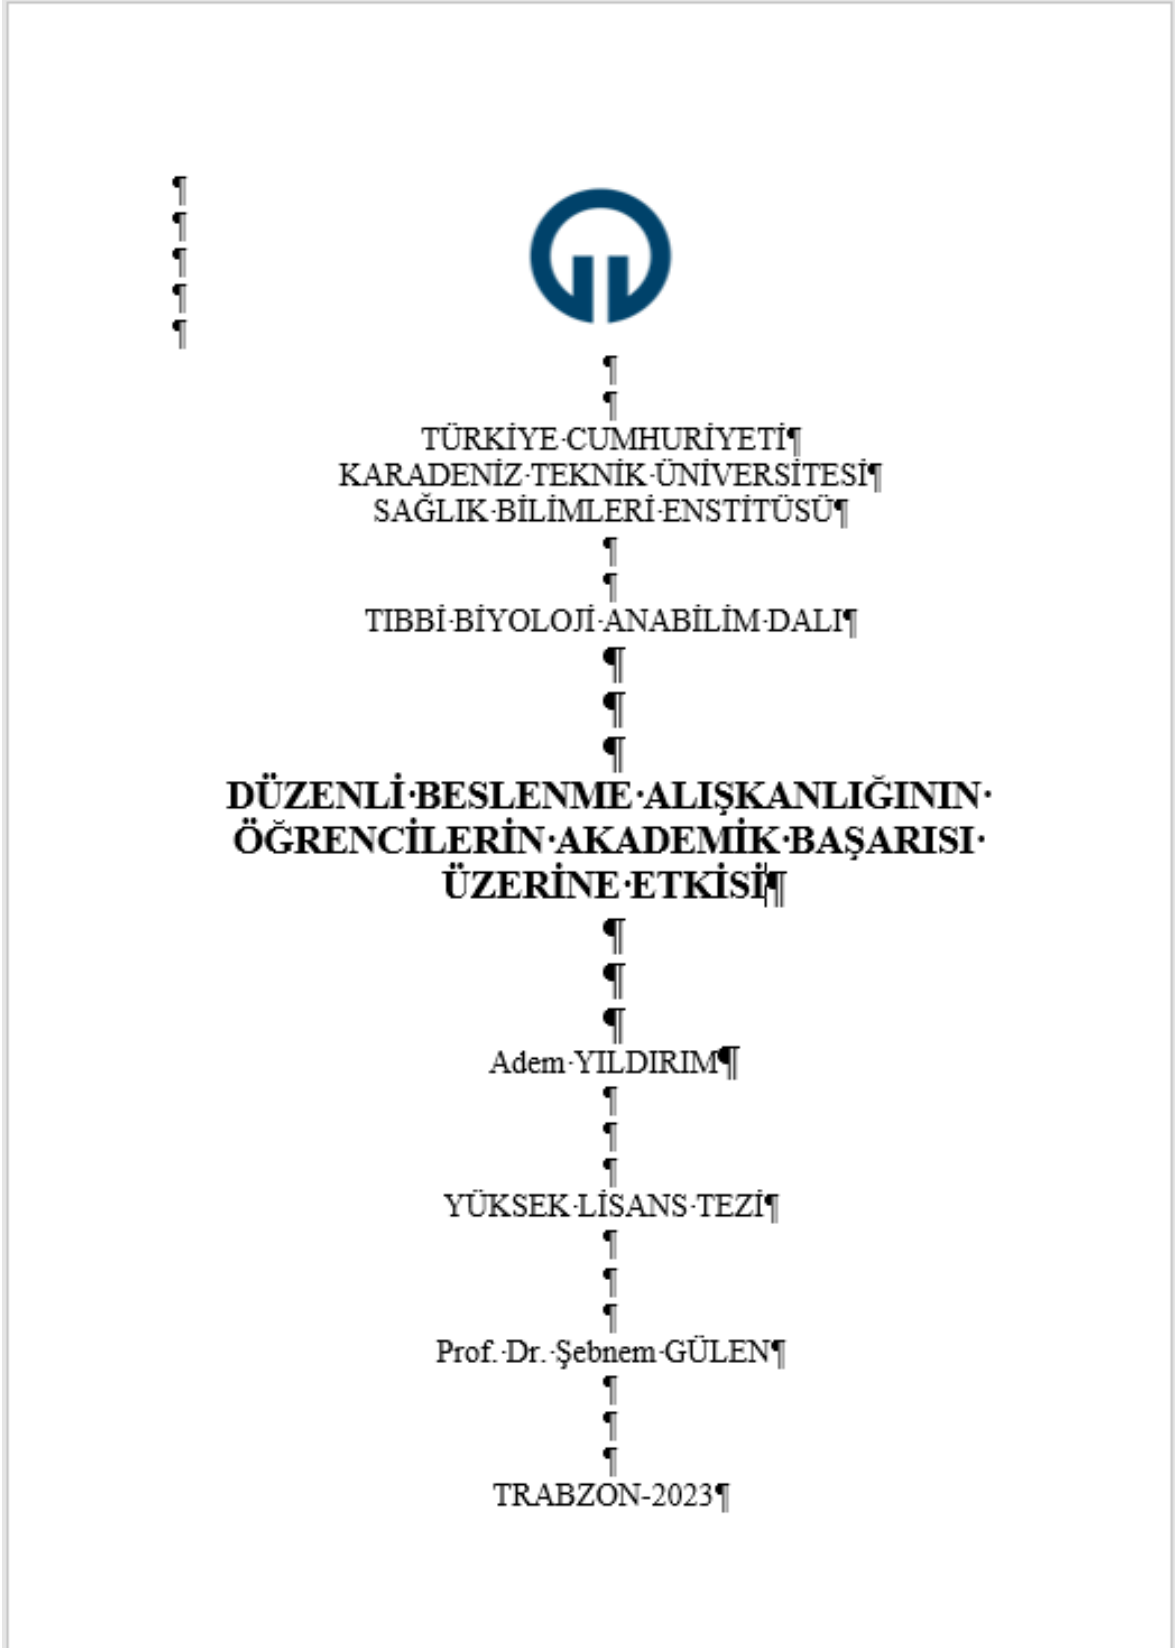 TÜRKİYE CUMHURİYETİ
KARADENİZ TEKNİK ÜNİVERSİTESİ
SAĞLIK BİLİMLERİ ENSTİTÜSÜ
TIBBİ BİYOLOJİ ANABİLİM DALI
DÜZENLİ BESLENME ALIŞKANLIĞININ
ÖĞRENCİLERİN AKADEMİK BAŞARISI
ÜZERİNE ETKİSİ
Adem YILDIRIM
YÜKSEK LİSANS TEZİ
Prof. Dr. Şebnem GÜLEN
TRABZON-2023